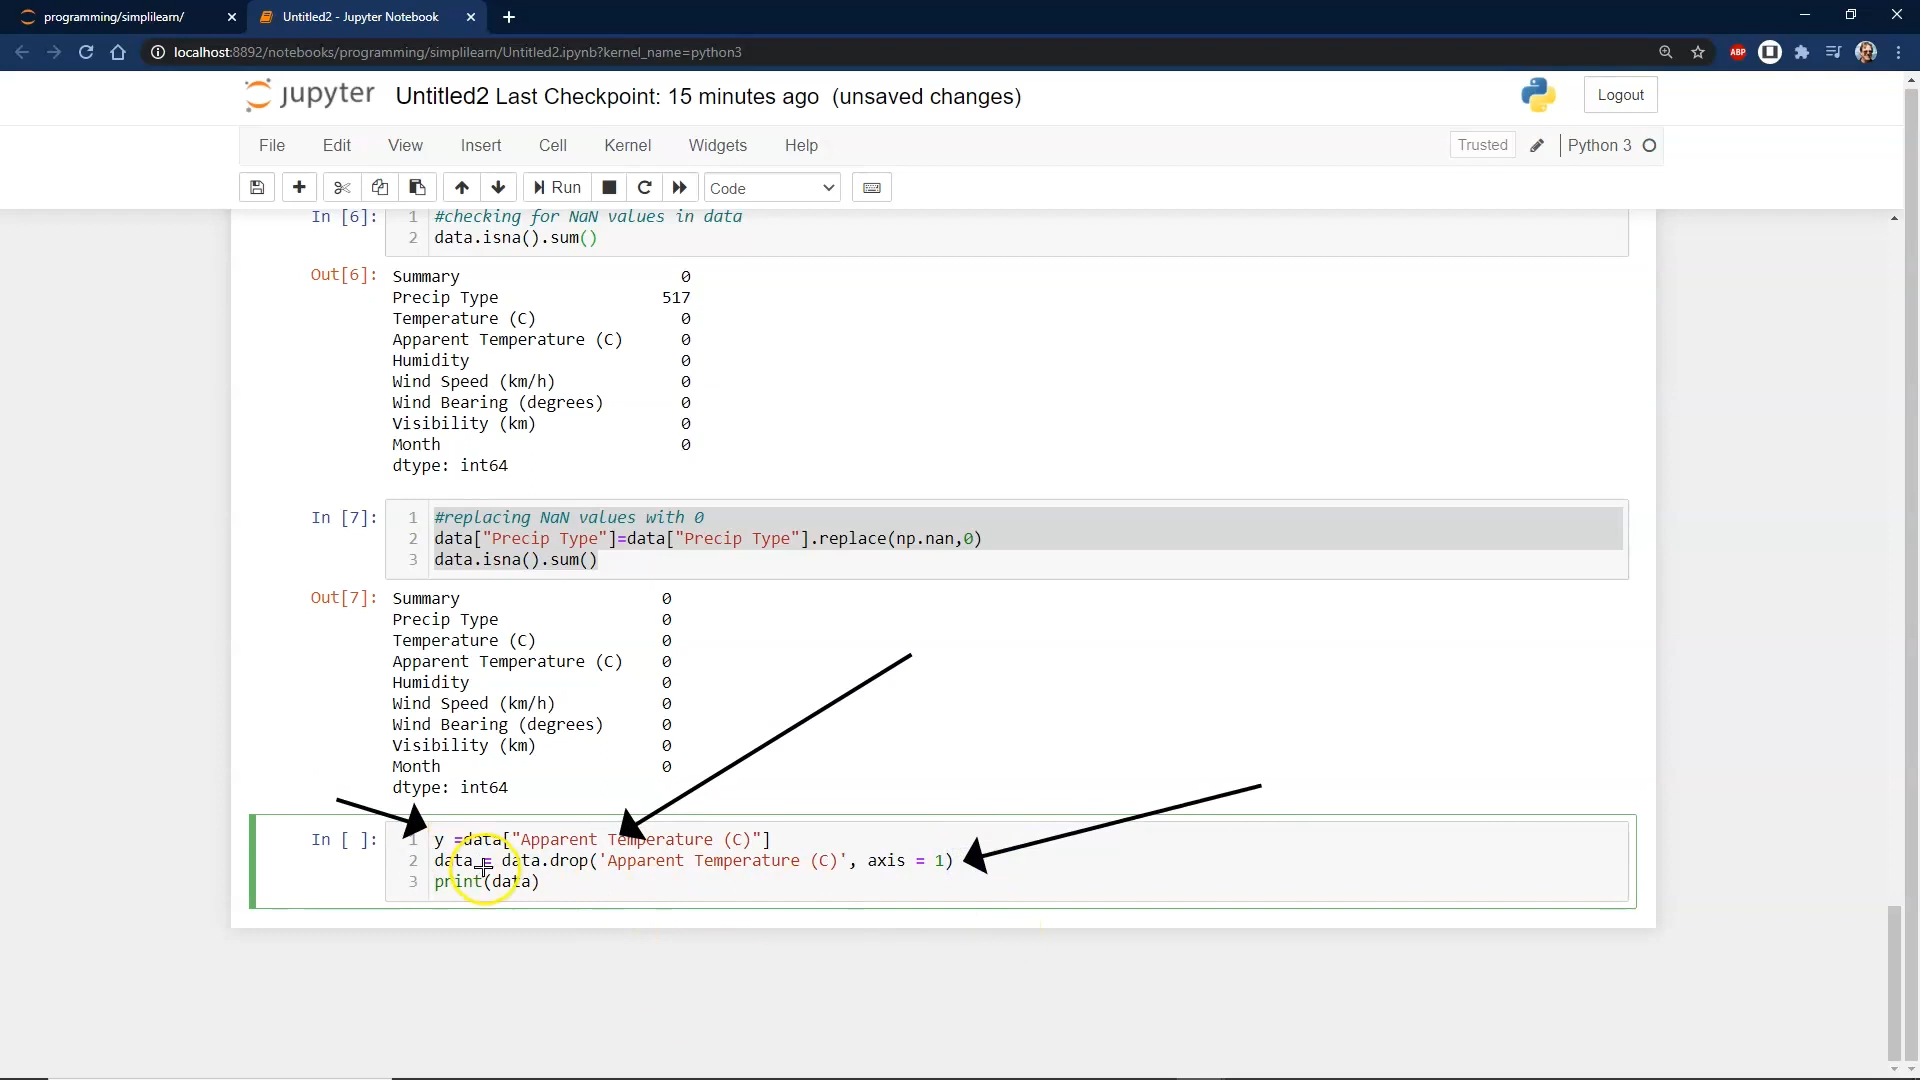 programming/simplilearn/
Untitled2 - Jupyter Notebook
localhost:8892/notebooks/programming/simplilearn/Untitled2.ipynb?kernel_name=python3
ABP
jupyter Untitled2 Last Checkpoint: 15 minutes ago (unsaved changes)
Logout
File Edit View Insert Cell Kernel Widgets Help
Trusted Python 3
Run Code
In [6]: 1 #checking for NaN values in data
2 data.isna().sum()
Out[6]: Summary 0
Precip Type 517
Temperature (C) 0
Apparent Temperature (C) 0
Humidity 0
Wind Speed (km/h) 0
Wind Bearing (degrees) 0
Visibility (km) 0
Month 0
dtype: int64
In [7]: 1 #replacing NaN values with 0
2 data["Precip Type"]=data["Precip Type"].replace(np.nan,0)
3 data.isna().sum()
Out[7]: Summary 0
Precip Type 0
Temperature (C) 0
Apparent Temperature (C) 0
Humidity 0
Wind Speed (km/h) 0
Wind Bearing (degrees) 0
Visibility (km) 0
Month 0
dtype: int64
In [ ]: 1 y =data["Apparent Temperature (C)"]
2 data = data.drop('Apparent Temperature (C)', axis = 1)
3 print(data)